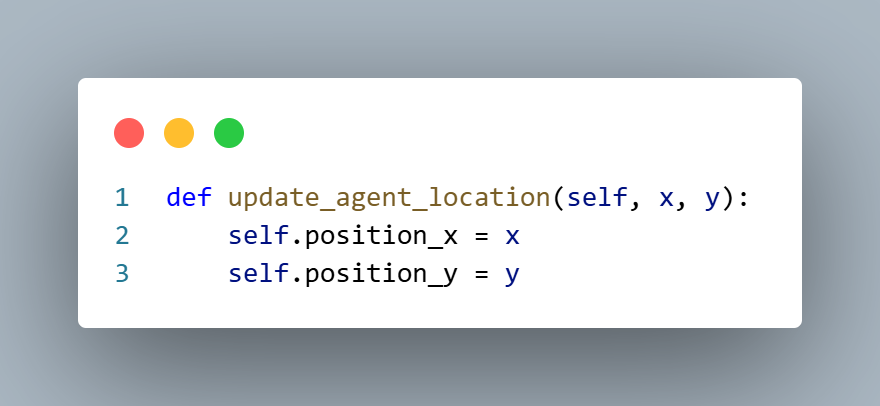 1 def update_agent_location(self, x, y):
2     self.position_x = x
3     self.position_y = y